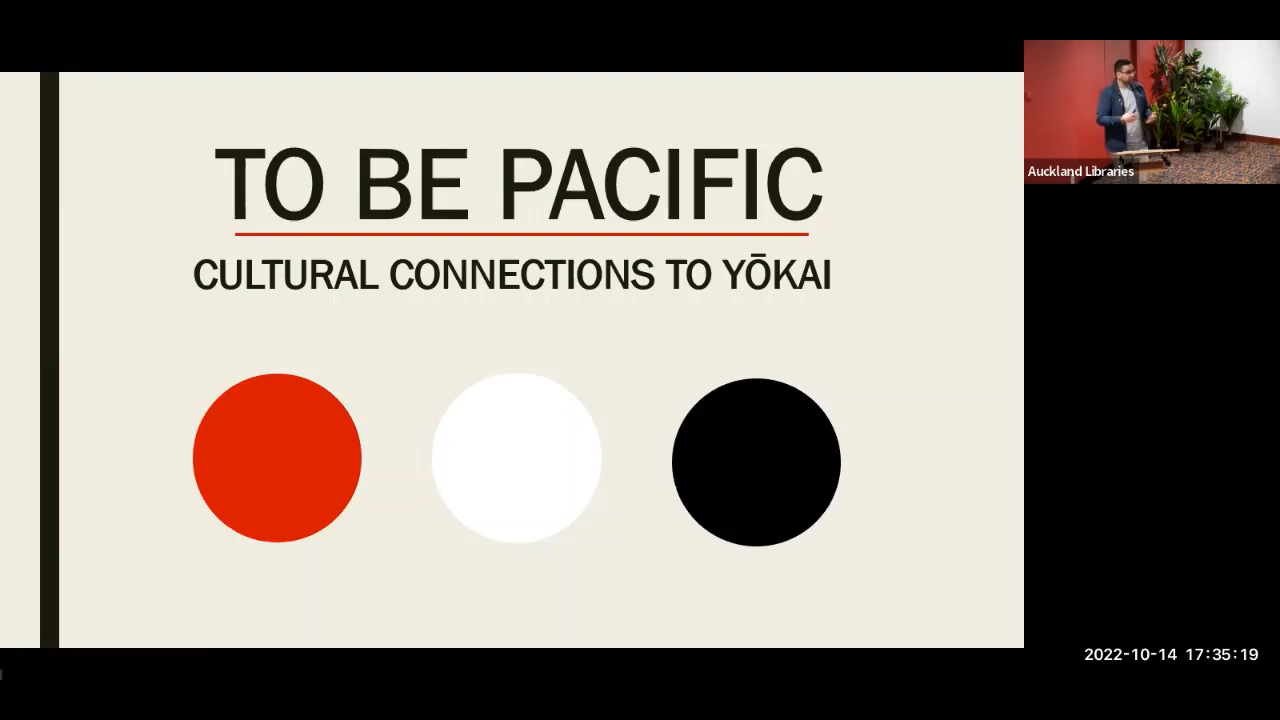 TO BE PACIFIC
CULTURAL CONNECTIONS TO YŌKAI
Auckland Libraries
2022-10-14 17:35:19